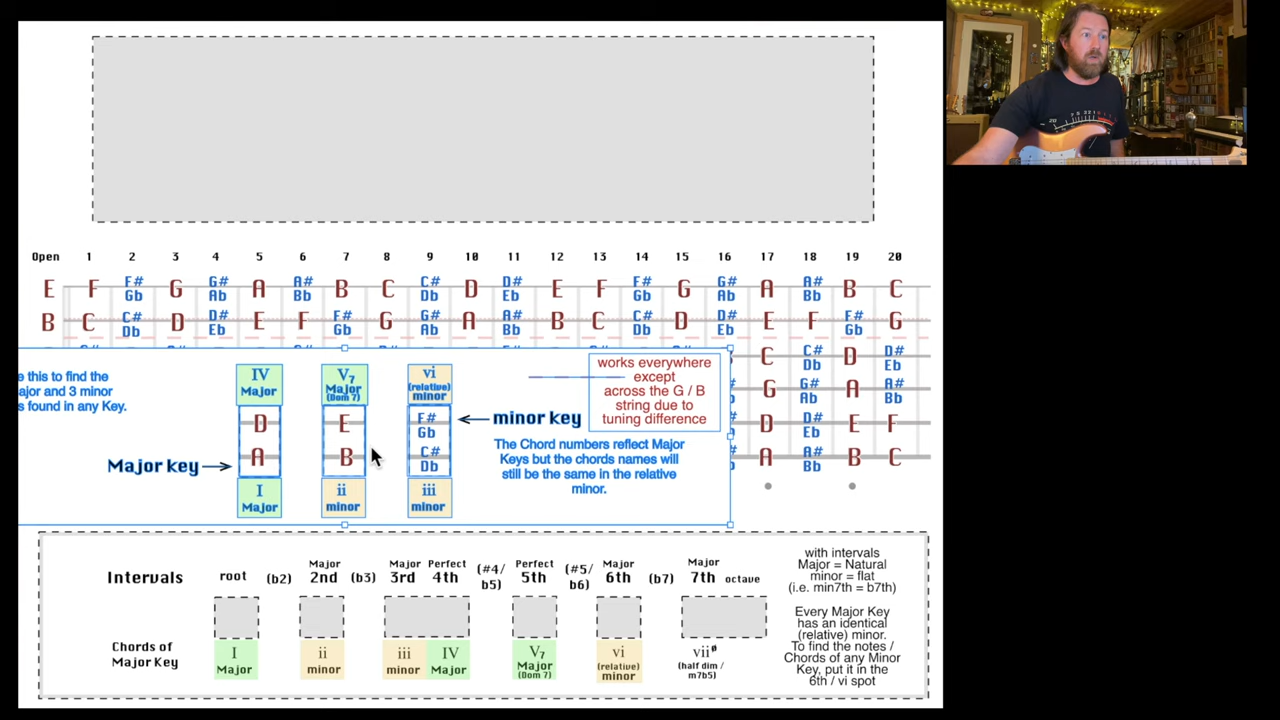 Open 1 2 3 4 5 6 7 8 9 10 11 12 13 14 15 16 17 18 19 20
E F F# Gb G G# Ab A A# Bb B C C# Db D D# Eb E F F# Gb G G# Ab A A# Bb B C
B C C# Db D D# Eb E F F# Gb G G# Ab A A# Bb B C C# Db D D# Eb E F F# Gb G
C C# Db D D# Eb
G G# Ab A A# Bb
D D# Eb E F
A A# Bb B C
e this to find the
ajor and 3 minor
s found in any Key.
IV Major
V7 Major (Dom 7)
vi (relative) minor
D E F# Gb
A B C# Db
I Major
ii minor
iii minor
Major key
minor key
works everywhere
except
across the G / B
string due to
tuning difference
The Chord numbers reflect Major
Keys but the chords names will
still be the same in the relative
minor.
Intervals root (b2) Major 2nd (b3) Major 3rd Perfect 4th (#4/ b5) Perfect 5th (#5/ b6) Major 6th (b7) Major 7th octave
Chords of
Major Key
I Major
ii minor
iii minor
IV Major
V7 Major (Dom 7)
vi (relative) minor
viiø (half dim / m7b5)
with intervals
Major = Natural
minor = flat
(i.e. min7th = b7th)
Every Major Key
has an identical
(relative) minor.
To find the notes /
Chords of any Minor
Key, put it in the
6th / vi spot